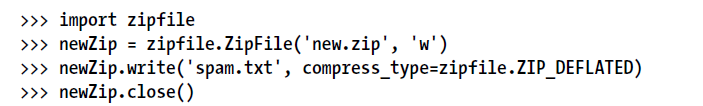 >>> import zipfile
>>> newZip = zipfile.ZipFile('new.zip', 'w')
>>> newZip.write('spam.txt', compress_type=zipfile.ZIP_DEFLATED)
>>> newZip.close()